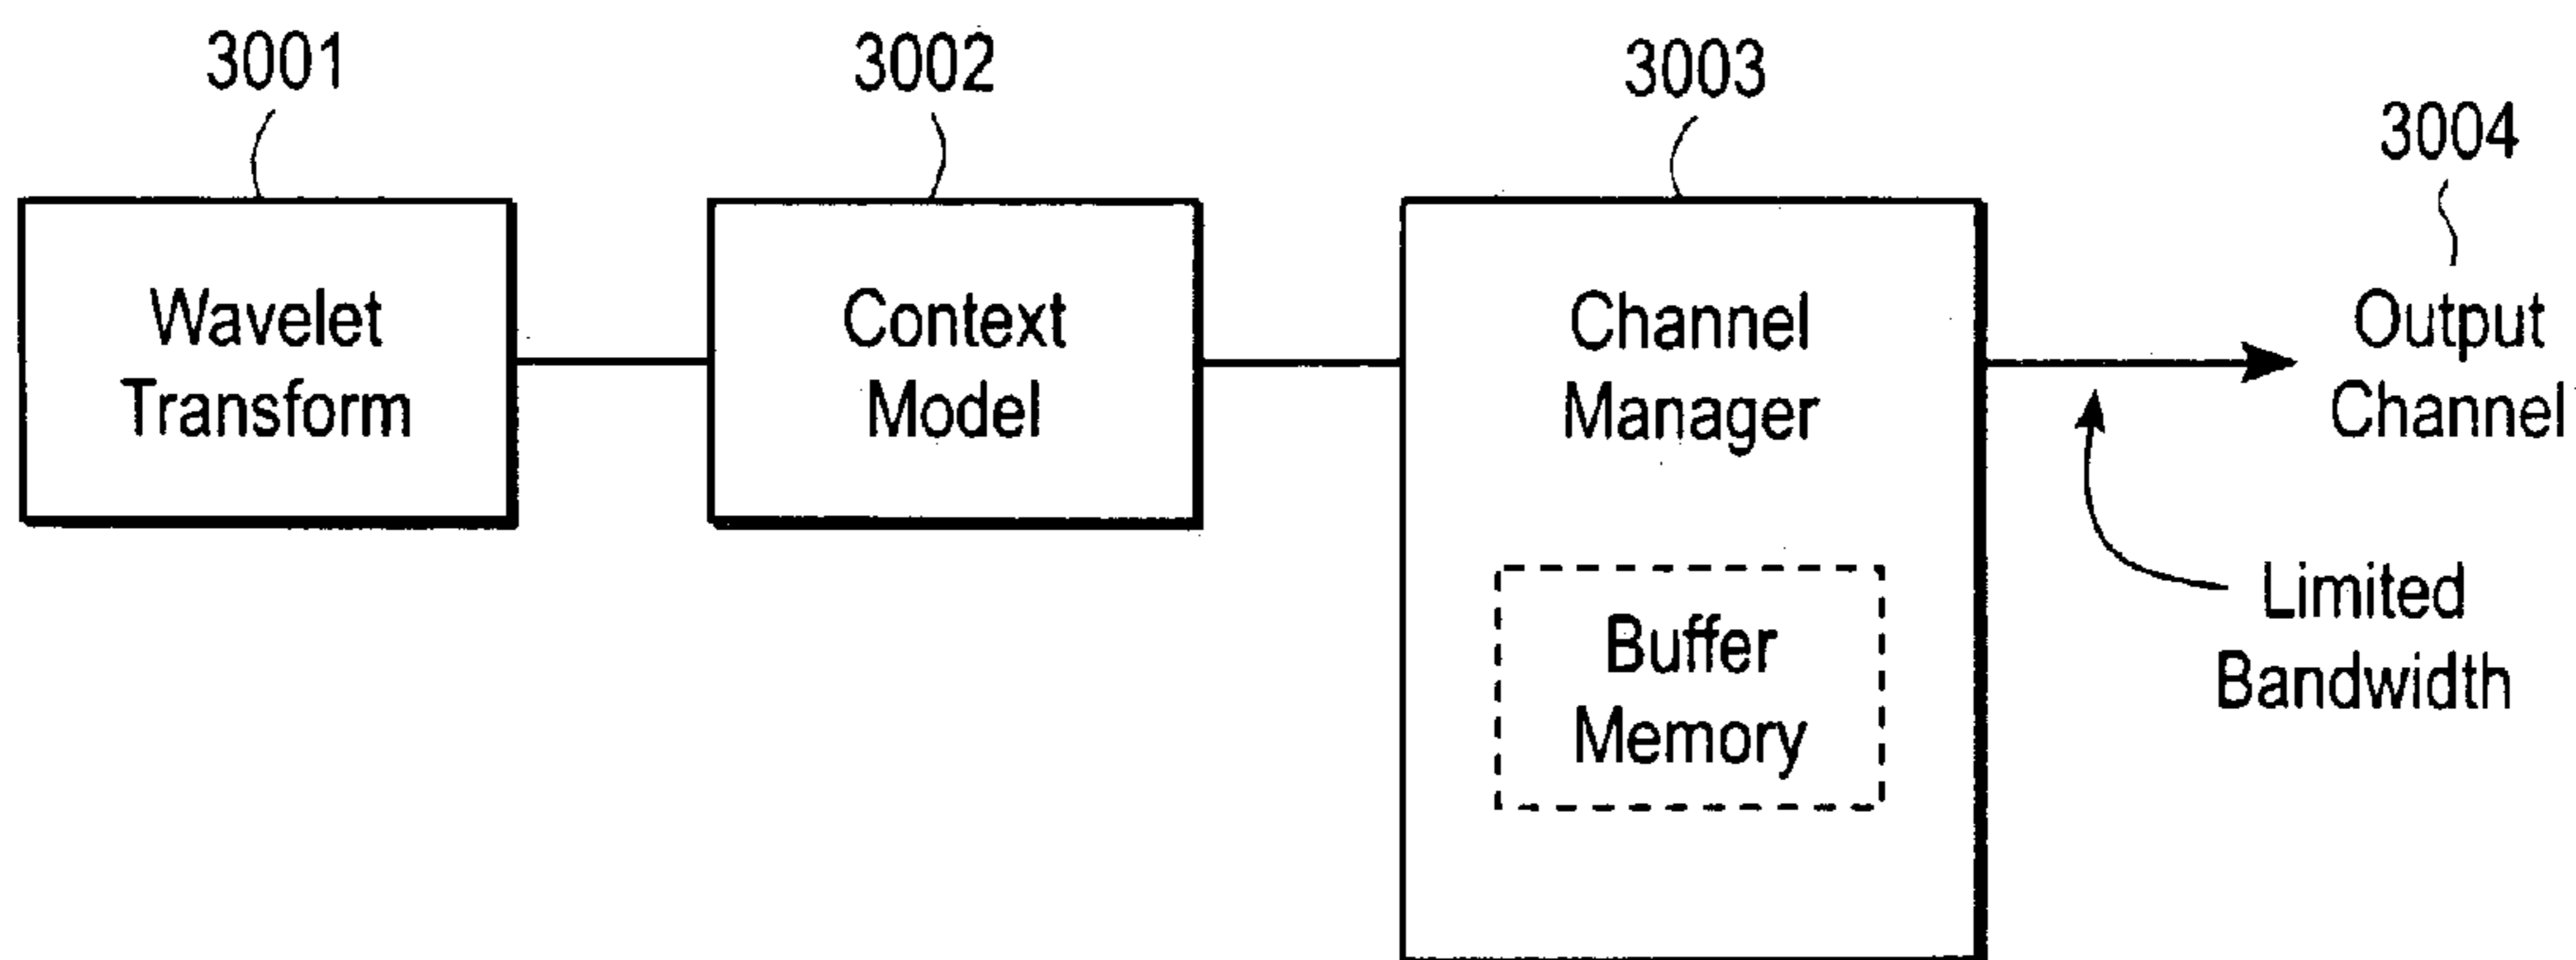 3001
3002
3003
3004
Wavelet
Transform
Context
Model
Channel
Manager
Output
Channel
Buffer
Memory
Limited
Bandwidth